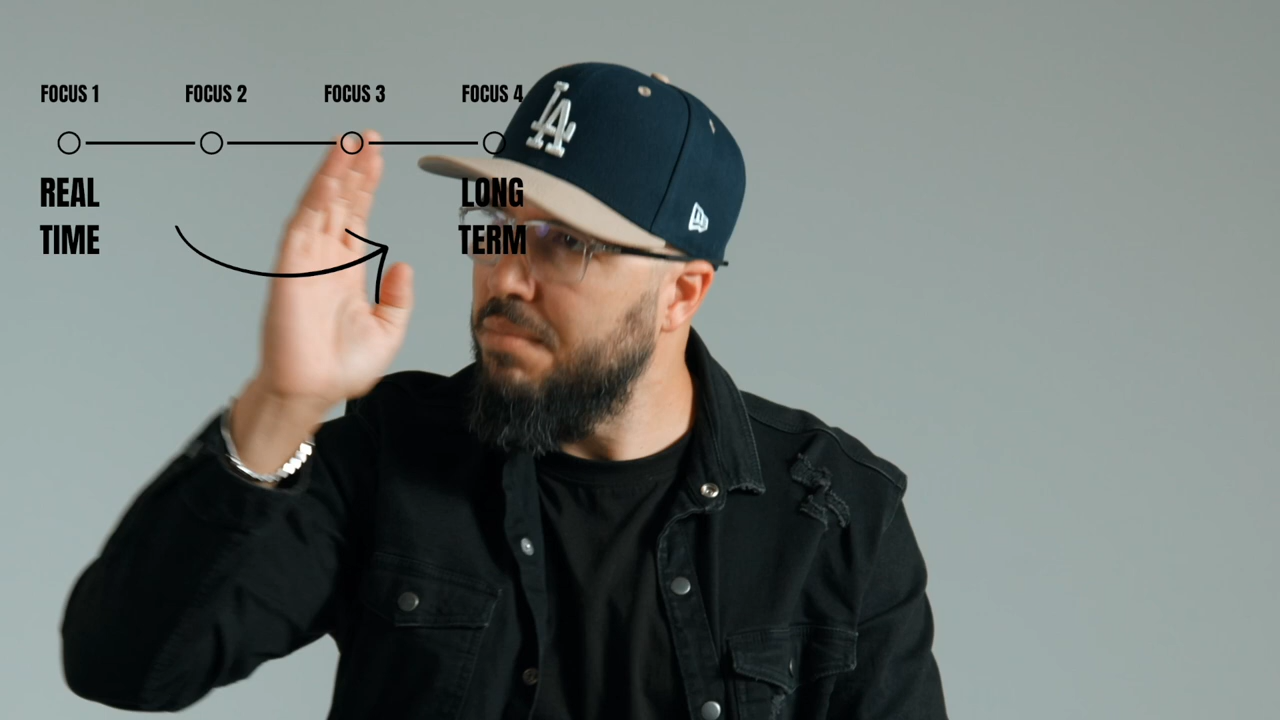 FOCUS 1 FOCUS 2 FOCUS 3 FOCUS 4
REAL
TIME
LONG
TERM
LA